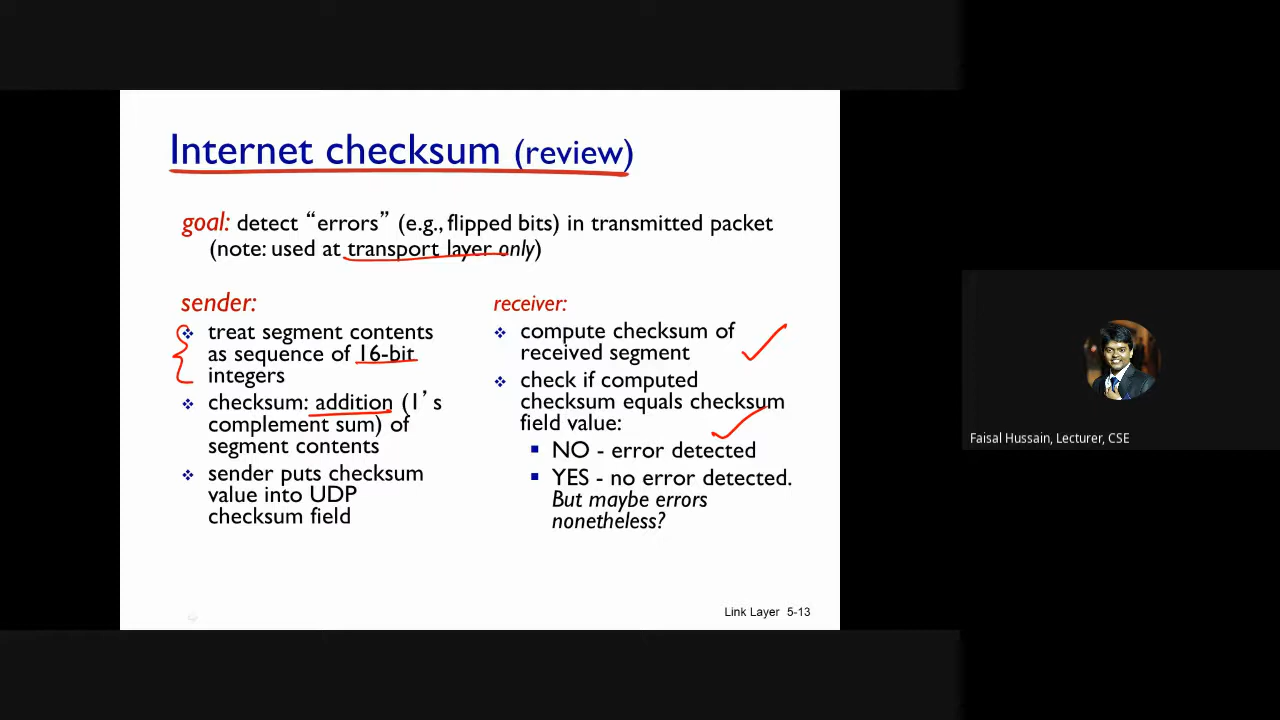 Internet checksum (review)
goal: detect “errors” (e.g., flipped bits) in transmitted packet
(note: used at transport layer only)
sender:
treat segment contents
as sequence of 16-bit
integers
checksum: addition (1’s
complement sum) of
segment contents
sender puts checksum
value into UDP
checksum field
receiver:
compute checksum of
received segment
check if computed
checksum equals checksum
field value:
NO - error detected
YES - no error detected.
But maybe errors
nonetheless?
Link Layer 5-13
Faisal Hussain, Lecturer, CSE